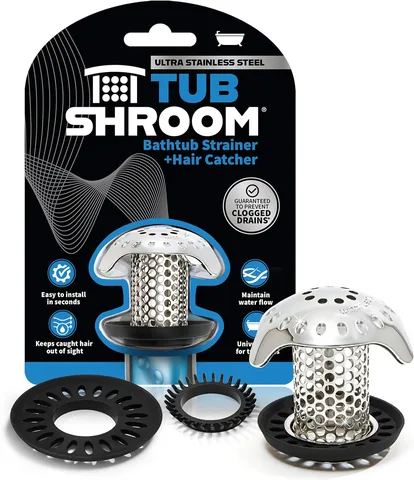 ULTRA STAINLESS STEEL
TUB
SHROOM®
Bathtub Strainer
+Hair Catcher
GUARANTEED
TO PREVENT
CLOGGED
DRAINS
Easy to install
in seconds
Maintain
water flow
Keeps caught hair
out of sight
for